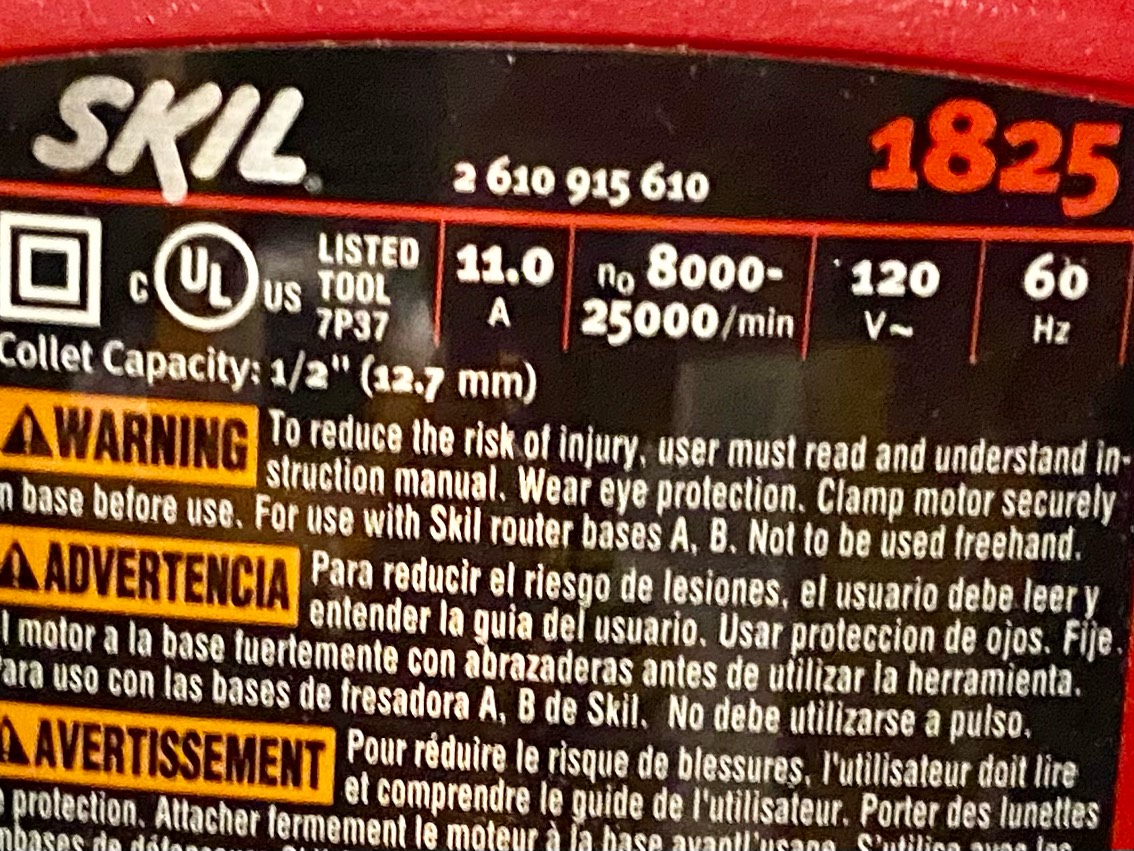 SKIL
2 610 915 610
1825
C UL US
LISTED
TOOL
7P37
11.0
A
n0 8000-
25000/min
120
V~
60
Hz
Collet Capacity: 1/2" (12.7 mm)
WARNING To reduce the risk of injury, user must read and understand in-
struction manual. Wear eye protection. Clamp motor securely
n base before use. For use with Skil router bases A, B. Not to be used freehand.
ADVERTENCIA Para reducir el riesgo de lesiones, el usuario debe leer y
entender la guia del usuario. Usar proteccion de ojos. Fije
l motor a la base fuertemente con abrazaderas antes de utilizar la herramienta.
ara uso con las bases de fresadora A, B de Skil. No debe utilizarse a pulso.
AVERTISSEMENT Pour réduire le risque de blessures, l'utilisateur doit lire
et comprendre le guide de l'utilisateur. Porter des lunettes
protection. Attacher fermement le moteur à la base avantl'usage. S'utilise avec les